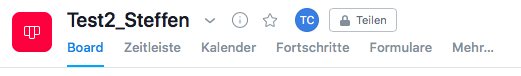 Test2_Steffen TC Teilen
Board Zeitleiste Kalender Fortschritte Formulare Mehr...